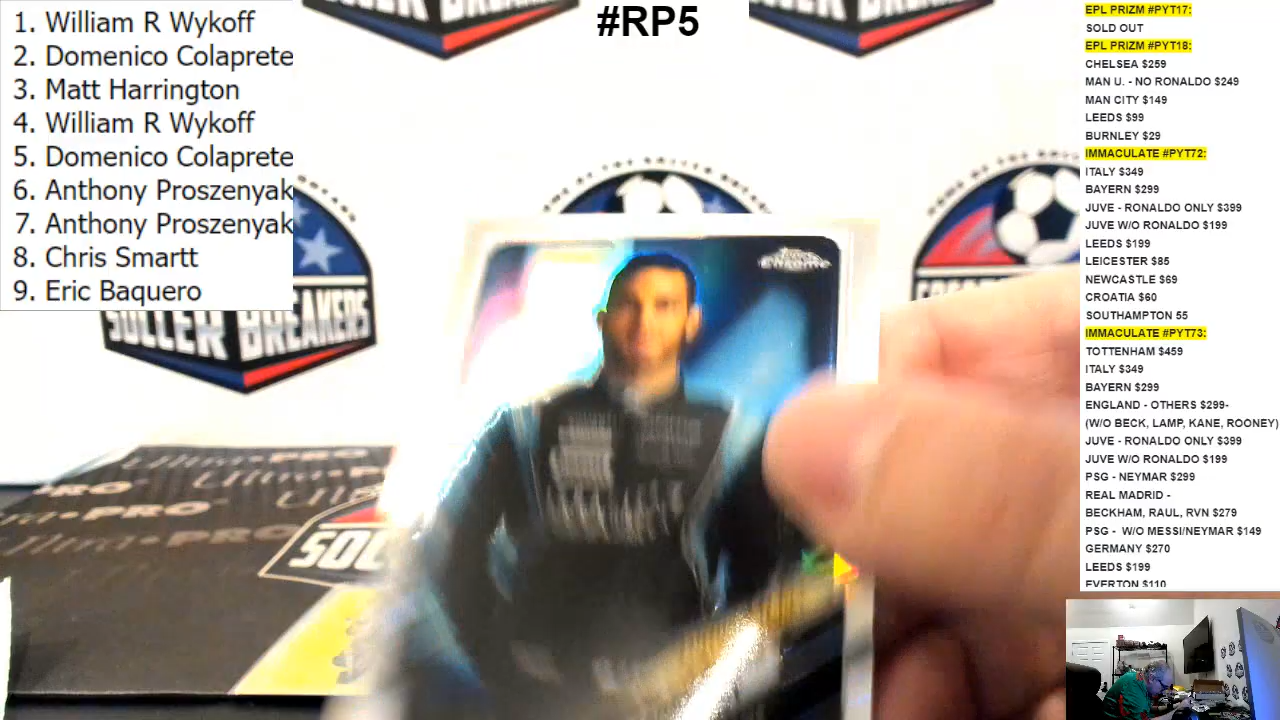 1. William R Wykoff
2. Domenico Colaprete
3. Matt Harrington
4. William R Wykoff
5. Domenico Colaprete
6. Anthony Proszenyak
7. Anthony Proszenyak
8. Chris Smartt
9. Eric Baquero
#RP5
EPL PRIZM #PYT17:
SOLD OUT
EPL PRIZM #PYT18:
CHELSEA $259
MAN U. - NO RONALDO $249
MAN CITY $149
LEEDS $99
BURNLEY $29
IMMACULATE #PYT72:
ITALY $349
BAYERN $299
JUVE - RONALDO ONLY $399
JUVE W/O RONALDO $199
LEEDS $199
LEICESTER $85
NEWCASTLE $69
CROATIA $60
SOUTHAMPTON 55
IMMACULATE #PYT73:
TOTTENHAM $459
ITALY $349
BAYERN $299
ENGLAND - OTHERS $299-
(W/O BECK, LAMP, KANE, ROONEY)
JUVE - RONALDO ONLY $399
JUVE W/O RONALDO $199
PSG - NEYMAR $299
REAL MADRID -
BECKHAM, RAUL, RVN $279
PSG - W/O MESSI/NEYMAR $149
GERMANY $270
LEEDS $199
EVERTON $110
SOCCER BREAKERS
Topps
Chrome
Ultra PRO
SOC